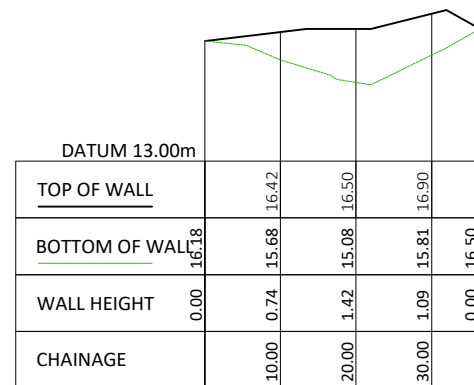 DATUM 13.00m
TOP OF WALL 16.42 16.50 16.90
BOTTOM OF WALL 16.18 15.68 15.08 15.81 16.50
WALL HEIGHT 0.00 0.74 1.42 1.09 0.00
CHAINAGE 10.00 20.00 30.00